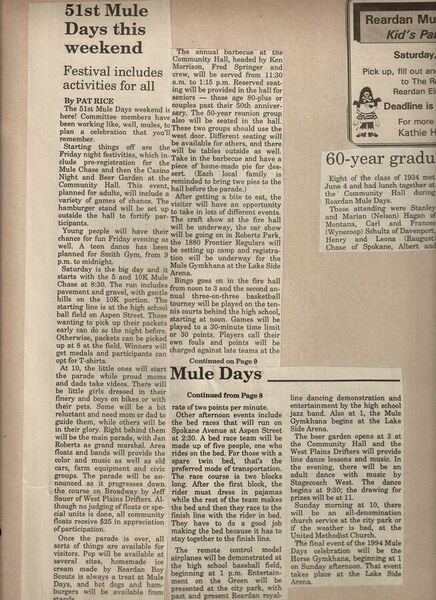 51st Mule
Days this
weekend
Festival includes
activities for all
By PAT RICE
The 51st Mule Days weekend is
here! Committee members have
been working like, well, mules, to
plan a celebration that you'll
remember.
Starting things off are the
Friday night festivities, which in-
clude pre-registration for the
Mule Chase and then the Casino
Night and Beer Garden at the
Community Hall. This event,
planned for adults, will include a
variety of games of chance. The
hamburger stand will be set up
outside the hall to fortify par-
ticipants.
Young people will have their
chance for fun Friday evening as
well. A teen dance has been
planned for Smith Gym, from 9
p.m. to midnight.
Saturday is the big day and it
starts with the 5 and 10K Mule
Chase at 8:30. The run includes
pavement and gravel, with gentle
hills on the 10K portion. The
starting line is at the high school
ball field on Aspen Street. Those
wanting to pick up their packets
early can do so the night before.
Otherwise, packets can be picked
up at 8 at the field. Winners will
get medals and participants can
opt for T-shirts.
At 10, the little ones will start
the parade while proud moms
and dads take videos. There will
be little girls dressed in their
finery and boys on bikes or with
their pets. Some will be a bit
reluctant and need mom or dad to
guide them, while others will be
in their glory. Right behind them
will be the main parade, with Jan
Roberts as grand marshal. Area
floats and bands will provide the
color and music as well as old
cars, farm equipment and civic
groups. The parade will be an-
nounced as it progresses down
the course on Broadway by Jeff
Sauer of West Plains Drifters. Al-
though no judging of floats or spe-
cial units is done, all community
floats receive $25 in appreciation
of participation.
Once the parade is over, all
sorts of things are available for
visitors. Pop will be available at
several sites, homemade ice
cream made by Reardan Boy
Scouts is always a treat at Mule
Days, and hot dogs and ham-
burgers will be available from
stands
The annual barbecue at the
Community Hall, headed by Ken
Morrison, Fred Springer and
crew, will be served from 11:30
a.m. to 1:15 p.m. Reserved seat-
ing will be provided in the hall for
seniors — those age 80-plus or
couples past their 50th anniver-
sary. The 50-year reunion group
also will be seated in the hall.
These two groups should use the
west door. Different seating will
be available for others, and there
will be tables outside as well.
Take in the barbecue and have a
piece of home-made pie for des-
sert. (Each local family is
reminded to bring two pies to the
hall before the parade.)
After getting a bite to eat, the
visitor will have an opportunity
to take in lots of different events.
The craft show at the fire hall
will be underway, the car show
will be going on in Roberts Park,
the 1880 Frontier Regulars will
be setting up camp and registra-
tion will be underway for the
Mule Gymkhana at the Lake Side
Arena.
Bingo goes on in the fire hall
from noon to 3 and the second an-
nual three-on-three basketball
tourney will be played on the ten-
nis courts behind the high school,
starting at noon. Games will be
played to a 30-minute time limit
or 30 points. Players call their
own fouls and points will be
charged against late teams at the
Continued on Page 9
Mule Days
Continued from Page 8
rate of two points per minute.
Other afternoon events include
the bed races that will run on
Spokane Avenue at Aspen Street
at 2:30. A bed race team will be
made up of five people, one who
rides on the bed. For those with a
spare twin bed, that's the
preferred mode of transportation.
The race course is two blocks
long. After the first block, the
rider must dress in pajamas
while the rest of the team makes
the bed and then they race to the
finish line with the rider in bed.
They have to do a good job
making the bed because it has to
stay together to the finish line.
The remote control model
airplanes will be demonstrated at
the high school baseball field,
beginning at 1 p.m. Entertain-
ment on the Green will be
presented at the city park, with
past and present Reardan royal-
line dancing demonstration and
entertainment by the high school
jazz band. Also at 1, the Mule
Gymkhana begins at the Lake
Side Arena.
The beer garden opens at 3 at
the Community Hall and the
West Plains Drifters will provide
line dance lessons and music. In
the evening, there will be an
adult dance with music by
Stagecoach West. The dance
begins at 9:30; the drawing for
prizes will be at 11.
Sunday morning at 10, there
will be an all-denomination
church service at the city park or
if the weather is bad, at the
United Methodist Church.
The final event of the 1994 Mule
Days celebration will be the
Horse Gymkhana, beginning at 1
on Sunday afternoon. That event
takes place at the Lake Side
Arena.
Reardan Mu
Kid's Par
Saturday,
Pick up, fill out an
to The R
Reardan El
Deadline is
For more
Kathie H
60-year gradu
Eight of the class of 1934 met
June 4 and had lunch together at
the Community Hall during
Reardan Mule Days.
Those attending were Stanley
and Marian (Nelson) Hagan of
Montana, Carl and Frances
(Wynecoop) Schultz of Davenport,
Henry and Leona (Raugust)
Chase of Spokane, Albert and